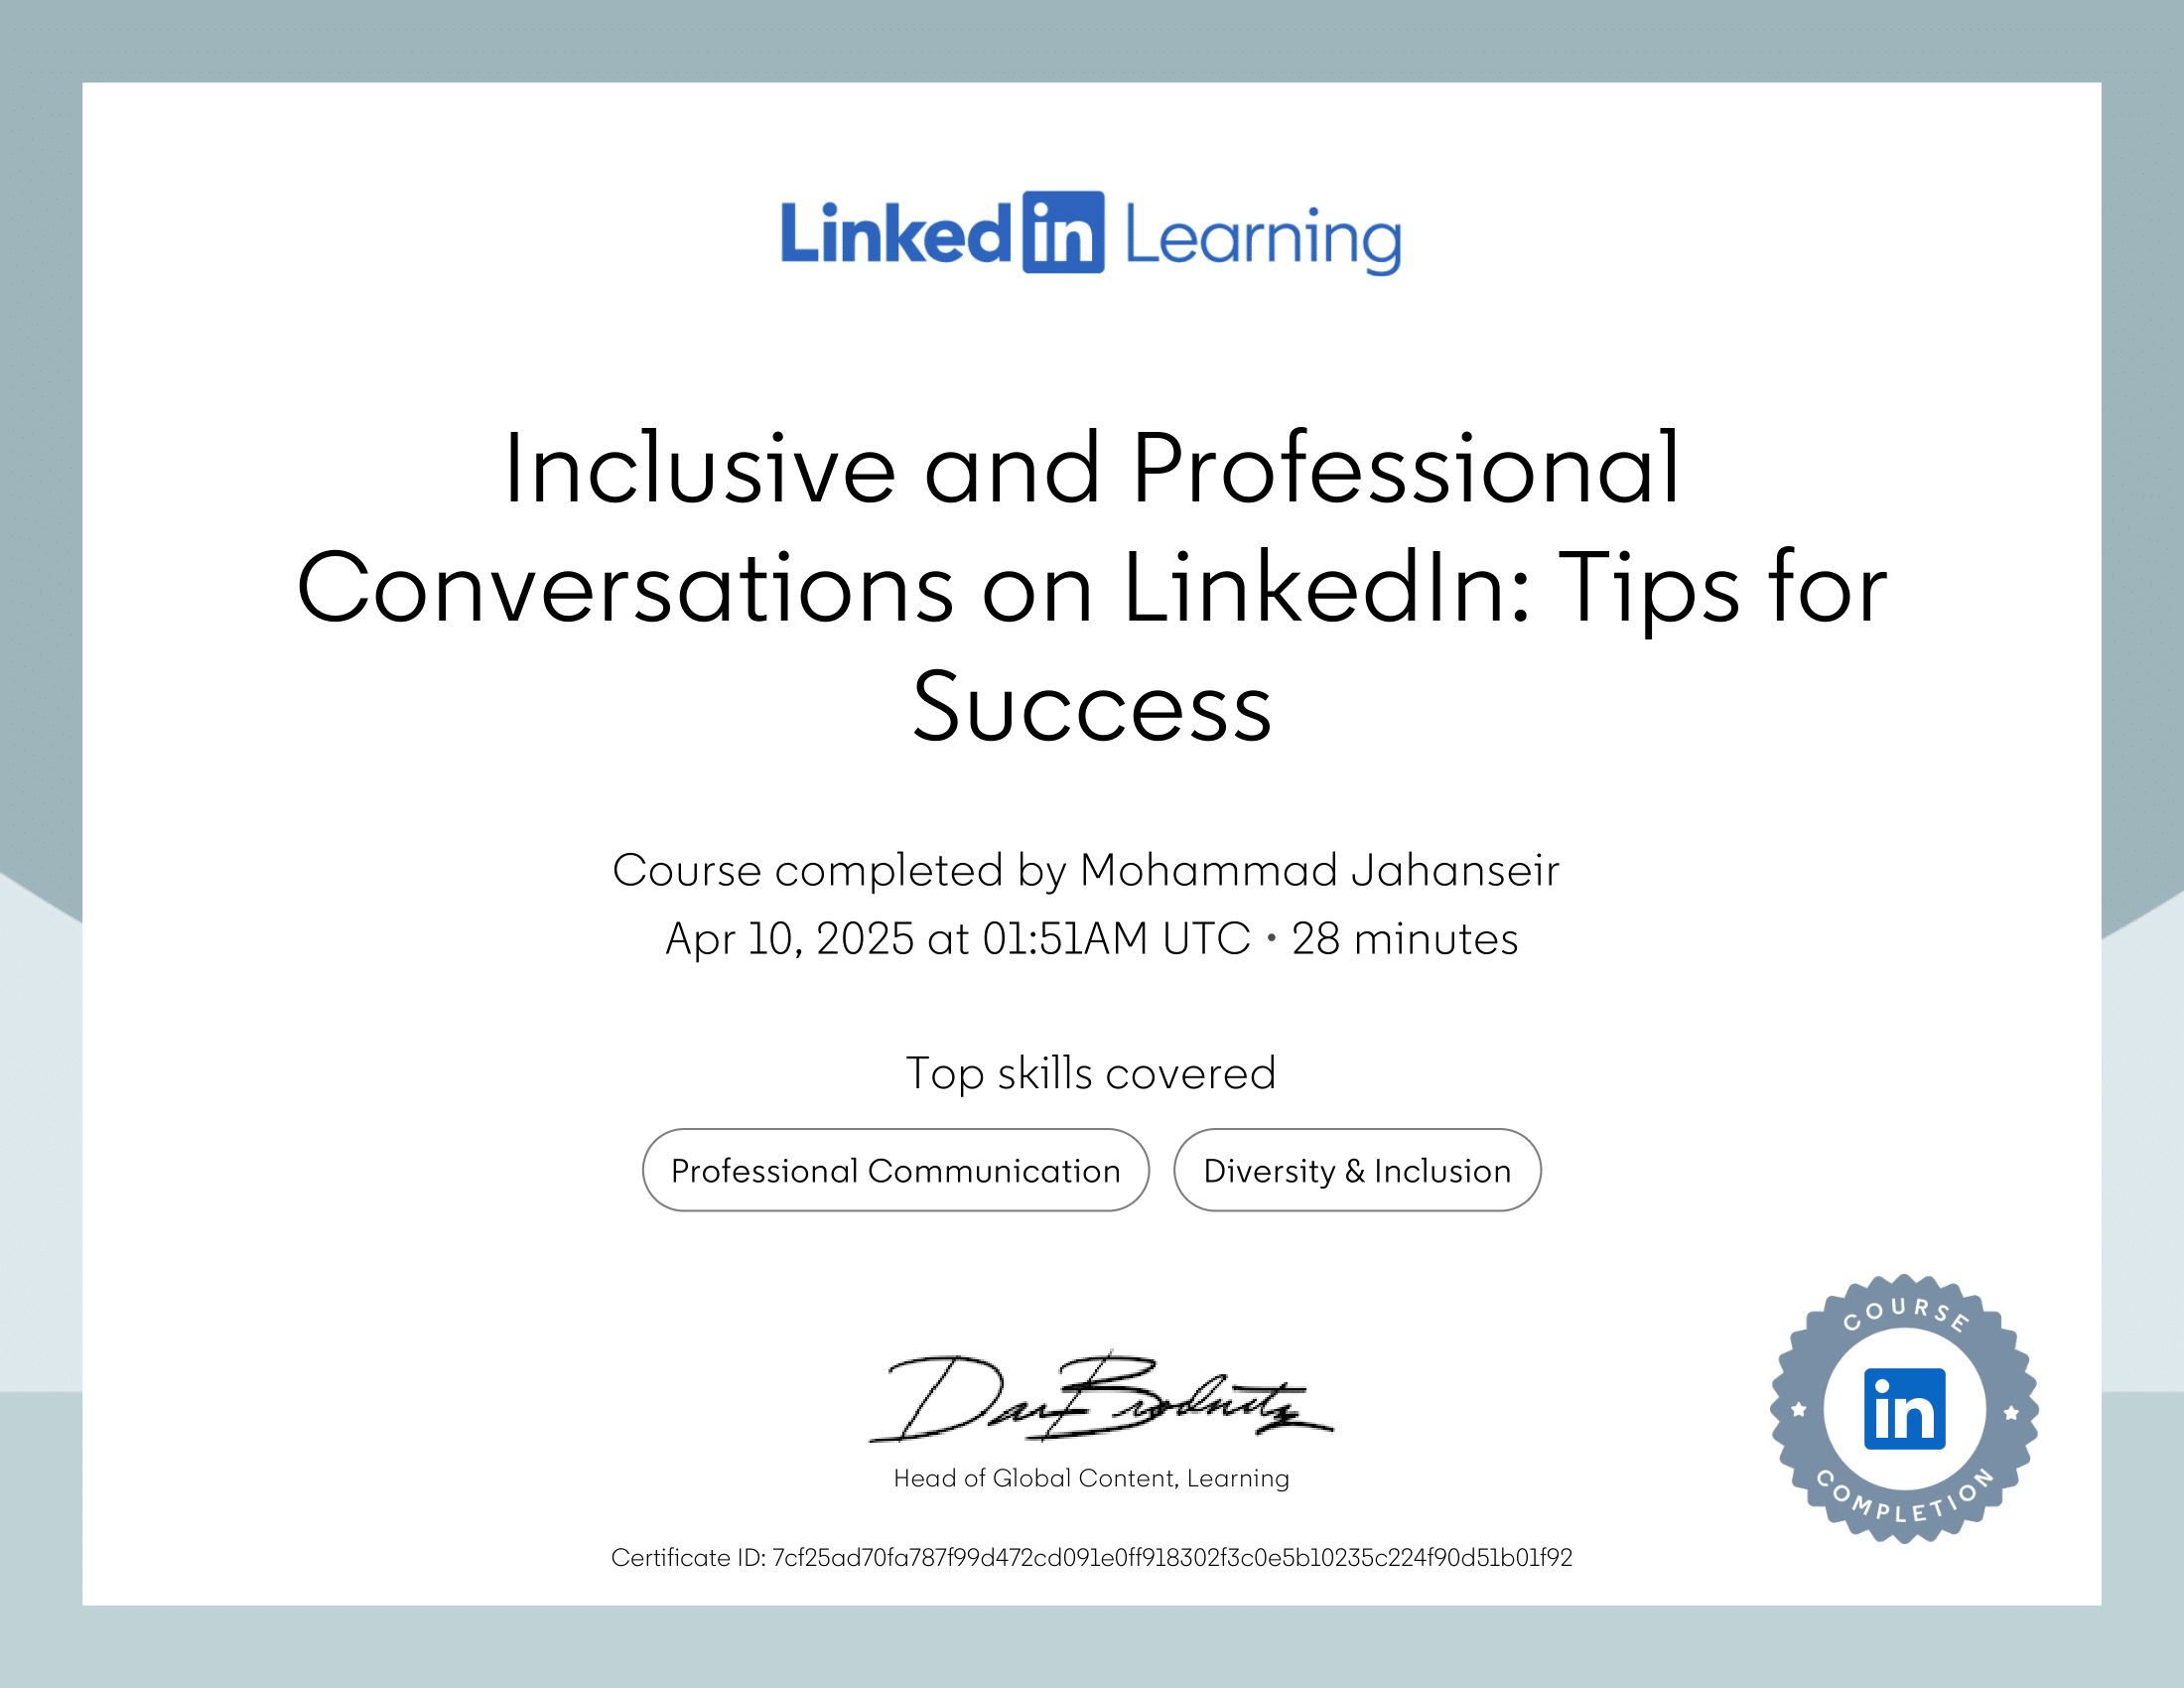 Linked in Learning
Inclusive and Professional
Conversations on LinkedIn: Tips for
Success
Course completed by Mohammad Jahanseir
Apr 10, 2025 at 01:51AM UTC • 28 minutes
Top skills covered
Professional Communication
Diversity & Inclusion
Head of Global Content, Learning
COURSE
in
COMPLETION
Certificate ID: 7cf25ad70fa787f99d472cd091e0ff918302f3c0e5b10235c224f90d51b01f92